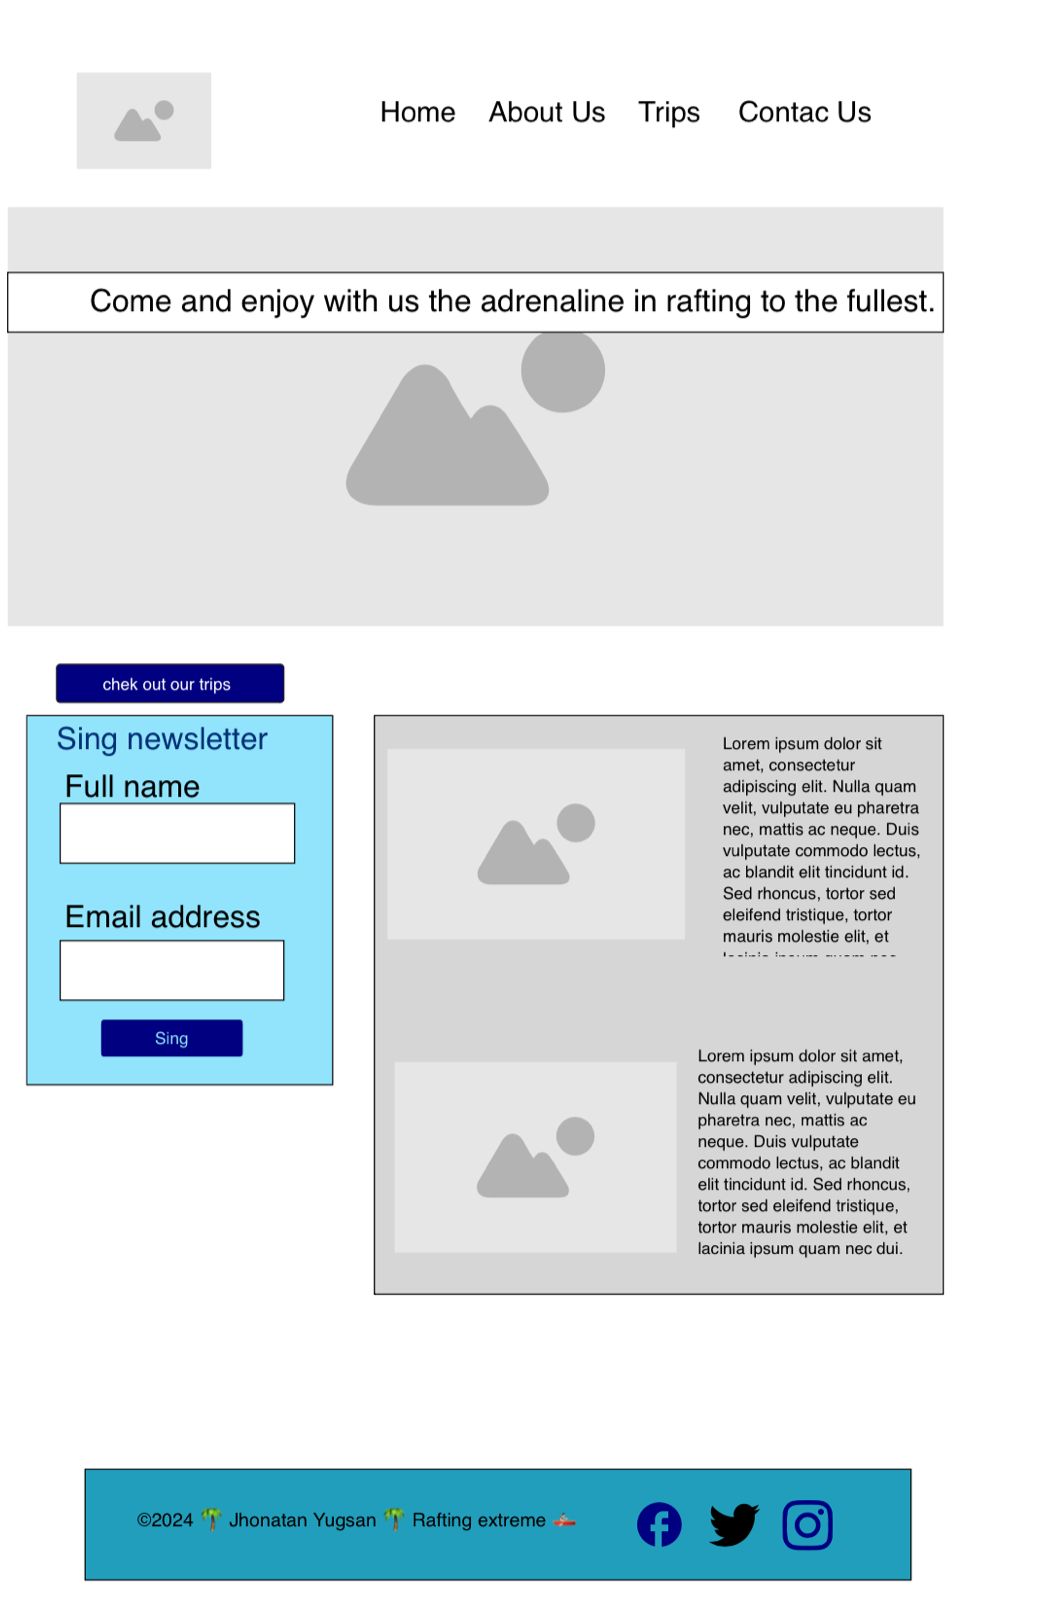 Home About Us Trips Contac Us
Come and enjoy with us the adrenaline in rafting to the fullest.
chek out our trips
Sing newsletter
Full name
Email address
Sing
Lorem ipsum dolor sit
amet, consectetur
adipiscing elit. Nulla quam
velit, vulputate eu pharetra
nec, mattis ac neque. Duis
vulputate commodo lectus,
ac blandit elit tincidunt id.
Sed rhoncus, tortor sed
eleifend tristique, tortor
mauris molestie elit, et
Lorem ipsum dolor sit amet,
consectetur adipiscing elit.
Nulla quam velit, vulputate eu
pharetra nec, mattis ac
neque. Duis vulputate
commodo lectus, ac blandit
elit tincidunt id. Sed rhoncus,
tortor sed eleifend tristique,
tortor mauris molestie elit, et
lacinia ipsum quam nec dui.
©2024 🌴 Jhonatan Yugsan 🌴 Rafting extreme 🚣